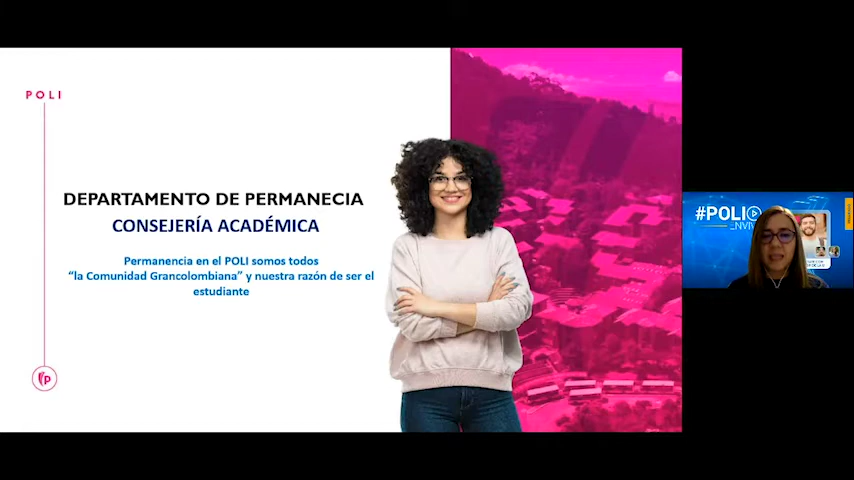 POLI
DEPARTAMENTO DE PERMANECIA
CONSEJERÍA ACADÉMICA
Permanencia en el POLI somos todos
"la Comunidad Grancolombiana" y nuestra razón de ser el
estudiante
p
#POLI